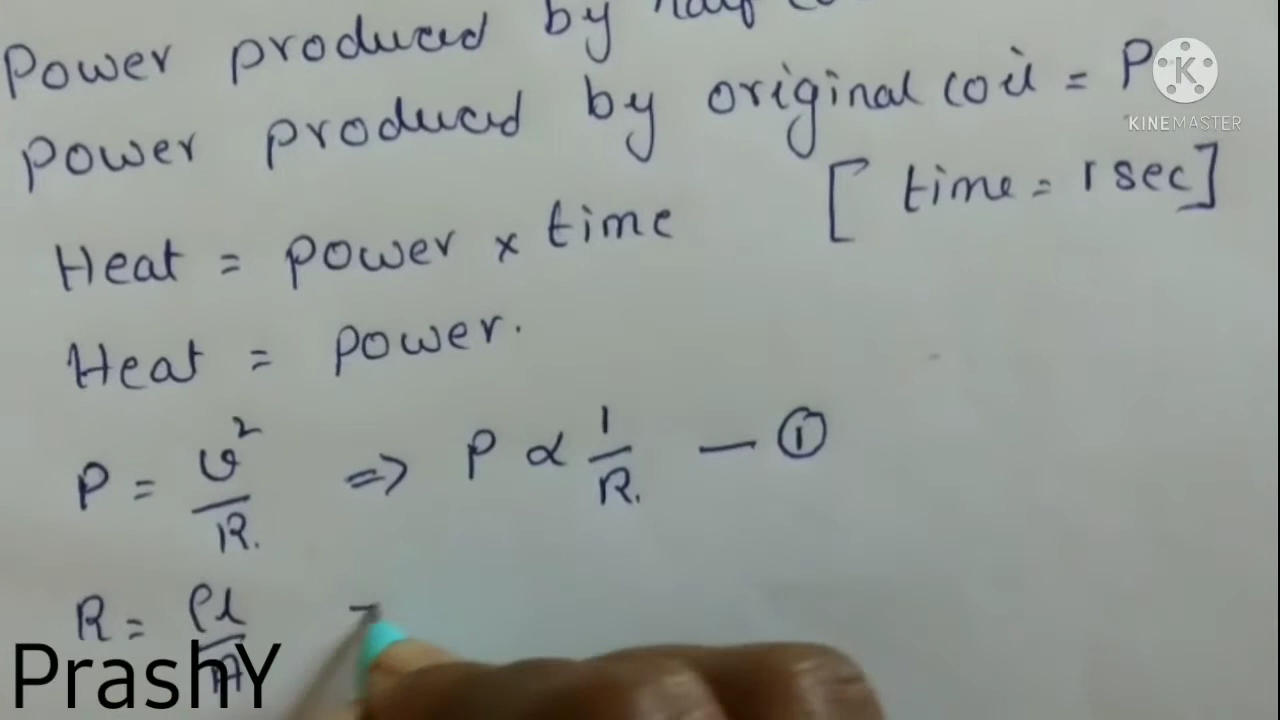 Power produced by half
Power produced by original coil = P
KINEMASTER
[ time = 1 sec]
Heat = power × time
Heat = power.
P = v²/R. => P ∝ 1/R. — ①
R = ρl/A
PrashY